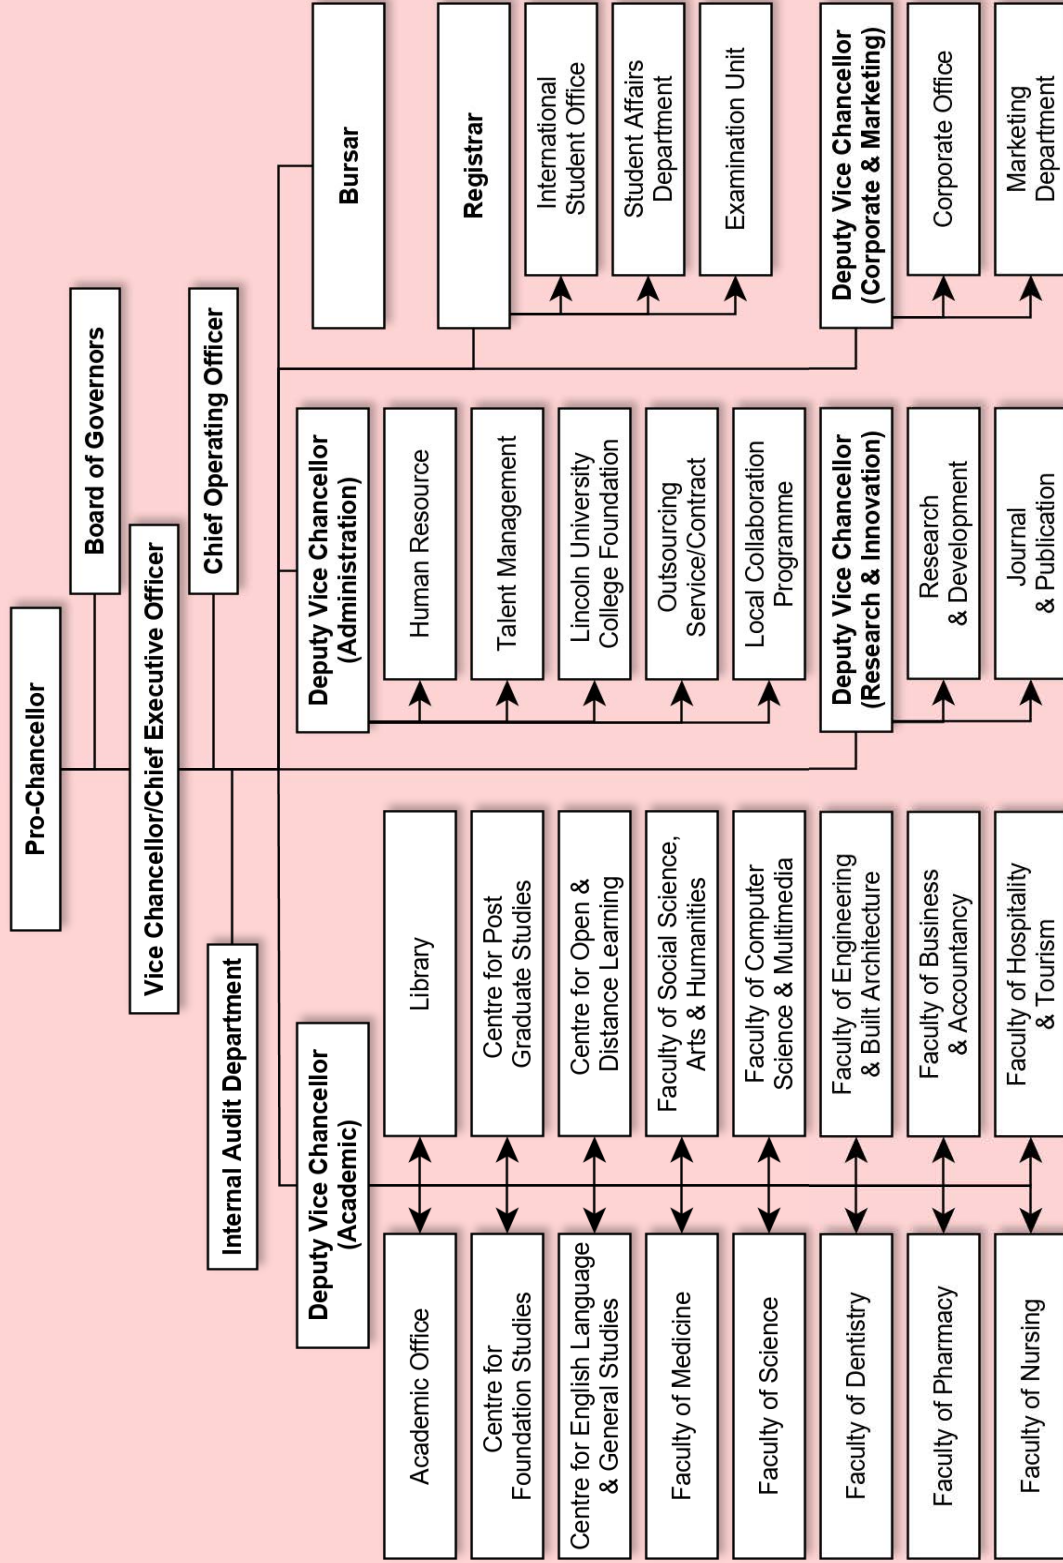 Pro-Chancellor
Board of Governors
Vice Chancellor/Chief Executive Officer
Chief Operating Officer
Internal Audit Department
Deputy Vice Chancellor
(Academic)
Academic Office
Library
Centre for
Foundation Studies
Centre for Post
Graduate Studies
Centre for English Language
& General Studies
Centre for Open &
Distance Learning
Faculty of Medicine
Faculty of Social Science,
Arts & Humanities
Faculty of Science
Faculty of Computer
Science & Multimedia
Faculty of Dentistry
Faculty of Engineering
& Built Architecture
Faculty of Pharmacy
Faculty of Business
& Accountancy
Faculty of Nursing
Faculty of Hospitality
& Tourism
Deputy Vice Chancellor
(Administration)
Human Resource
Talent Management
Lincoln University
College Foundation
Outsourcing
Service/Contract
Local Collaboration
Programme
Deputy Vice Chancellor
(Research & Innovation)
Research
& Development
Journal
& Publication
Bursar
Registrar
International
Student Office
Student Affairs
Department
Examination Unit
Deputy Vice Chancellor
(Corporate & Marketing)
Corporate Office
Marketing
Department